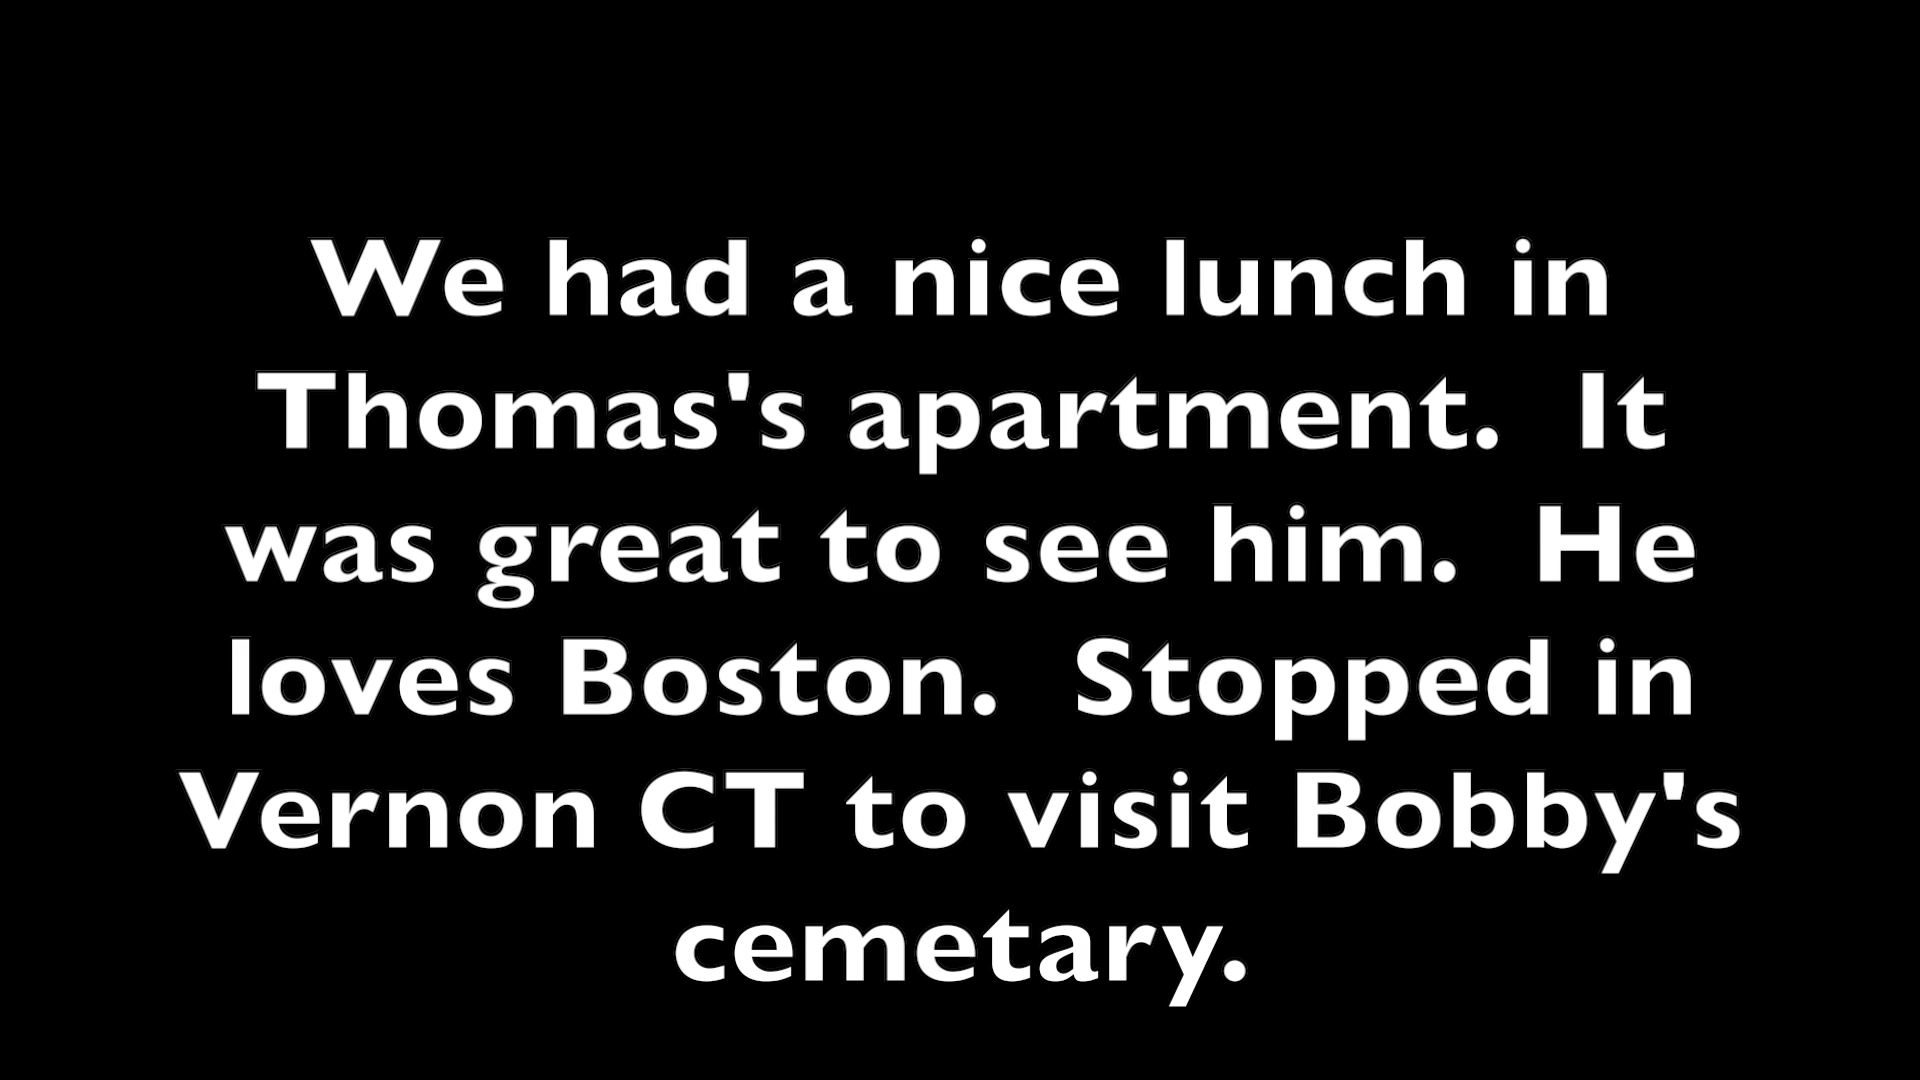 We had a nice lunch in
Thomas's apartment.  It
was great to see him.  He
loves Boston.  Stopped in
Vernon CT to visit Bobby's
cemetary.